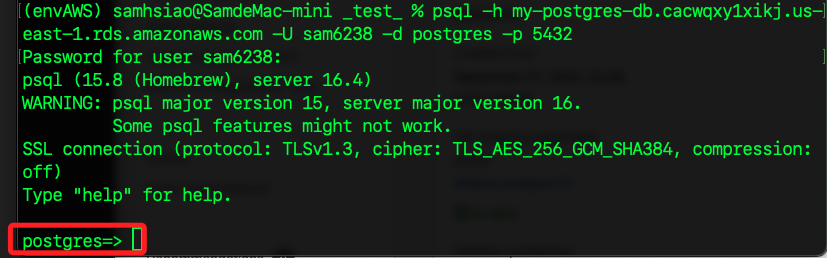 (envAWS) samhsiao@SamdeMac-mini _test_ % psql -h my-postgres-db.cacwqxy1xikj.us-
east-1.rds.amazonaws.com -U sam6238 -d postgres -p 5432
Password for user sam6238:
psql (15.8 (Homebrew), server 16.4)
WARNING: psql major version 15, server major version 16.
         Some psql features might not work.
SSL connection (protocol: TLSv1.3, cipher: TLS_AES_256_GCM_SHA384, compression:
off)
Type "help" for help.
postgres=>